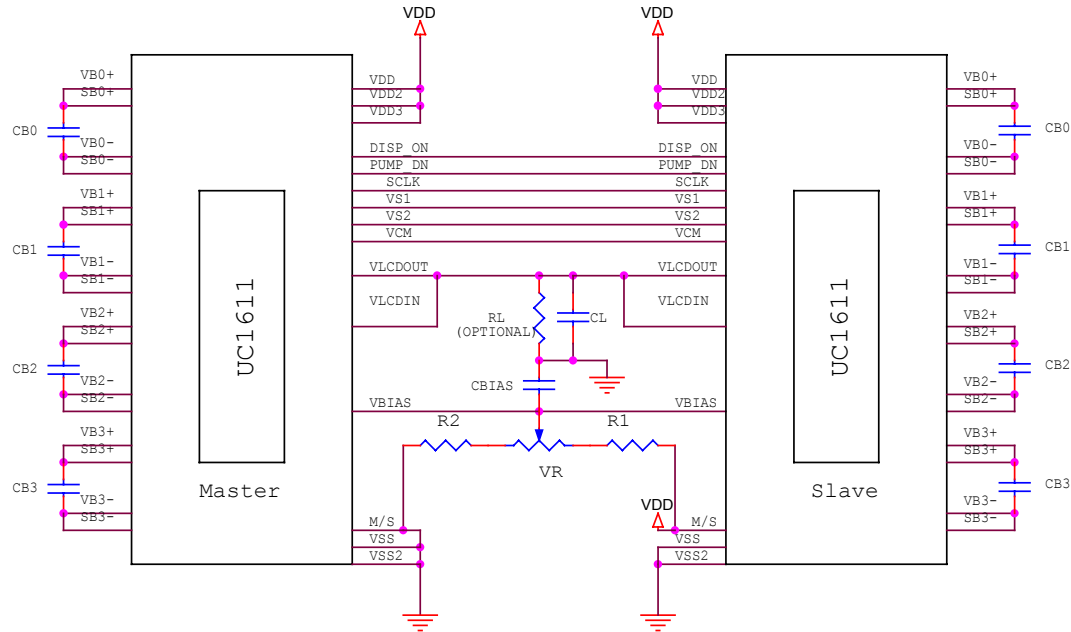 VDD
VDD
VB0+
SB0+
CB0
VB0-
SB0-
VB1+
SB1+
CB1
VB1-
SB1-
VB2+
SB2+
CB2
VB2-
SB2-
VB3+
SB3+
CB3
VB3-
SB3-
UC1611
Master
VDD
VDD2
VDD3
DISP_ON
PUMP_DN
SCLK
VS1
VS2
VCM
VLCDOUT
VLCDIN
VBIAS
M/S
VSS
VSS2
RL
(OPTIONAL)
CL
CBIAS
R2
VR
R1
VDD
VDD
VDD2
VDD3
DISP_ON
PUMP_DN
SCLK
VS1
VS2
VCM
VLCDOUT
VLCDIN
VBIAS
M/S
VSS
VSS2
UC1611
Slave
VB0+
SB0+
CB0
VB0-
SB0-
VB1+
SB1+
CB1
VB1-
SB1-
VB2+
SB2+
CB2
VB2-
SB2-
VB3+
SB3+
CB3
VB3-
SB3-